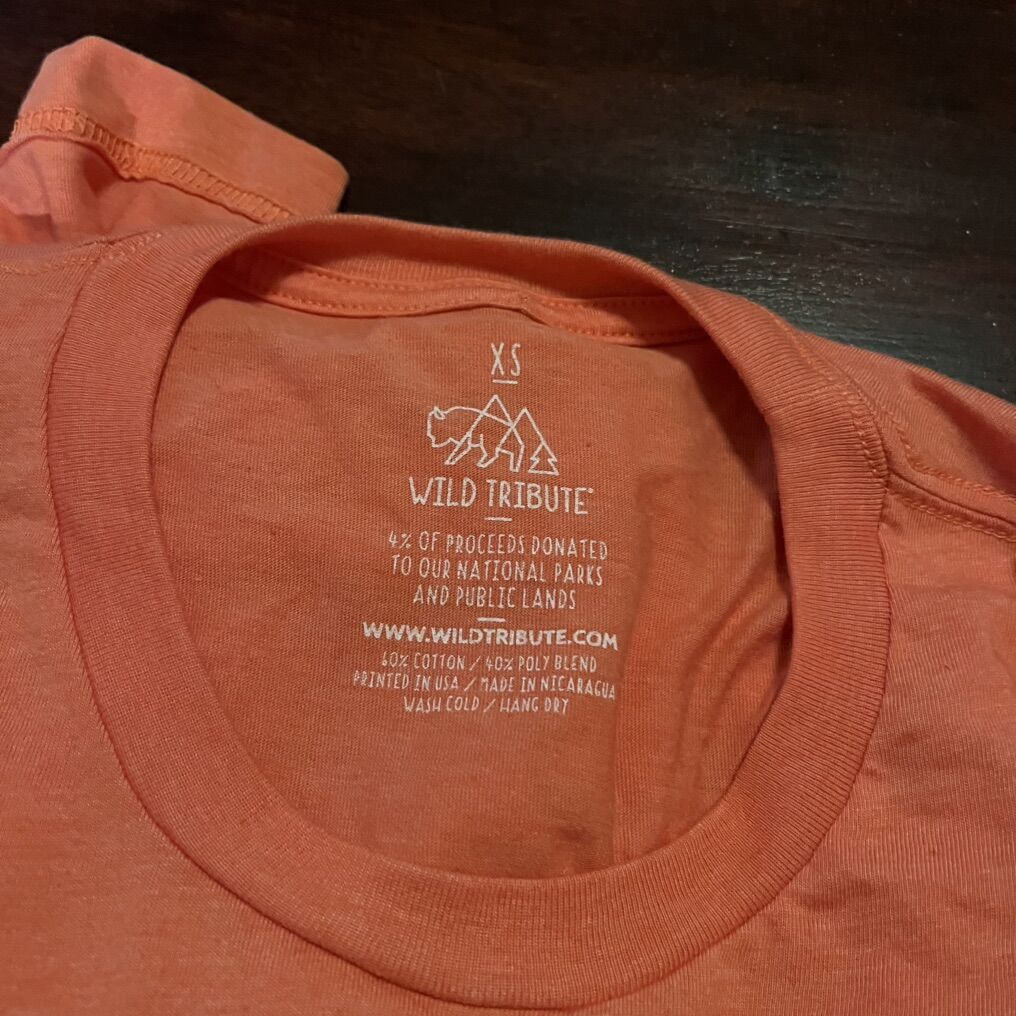 XS
WILD TRIBUTE®
4% OF PROCEEDS DONATED
TO OUR NATIONAL PARKS
AND PUBLIC LANDS
WWW.WILDTRIBUTE.COM
60% COTTON / 40% POLY BLEND
PRINTED IN USA / MADE IN NICARAGUA
WASH COLD / HANG DRY